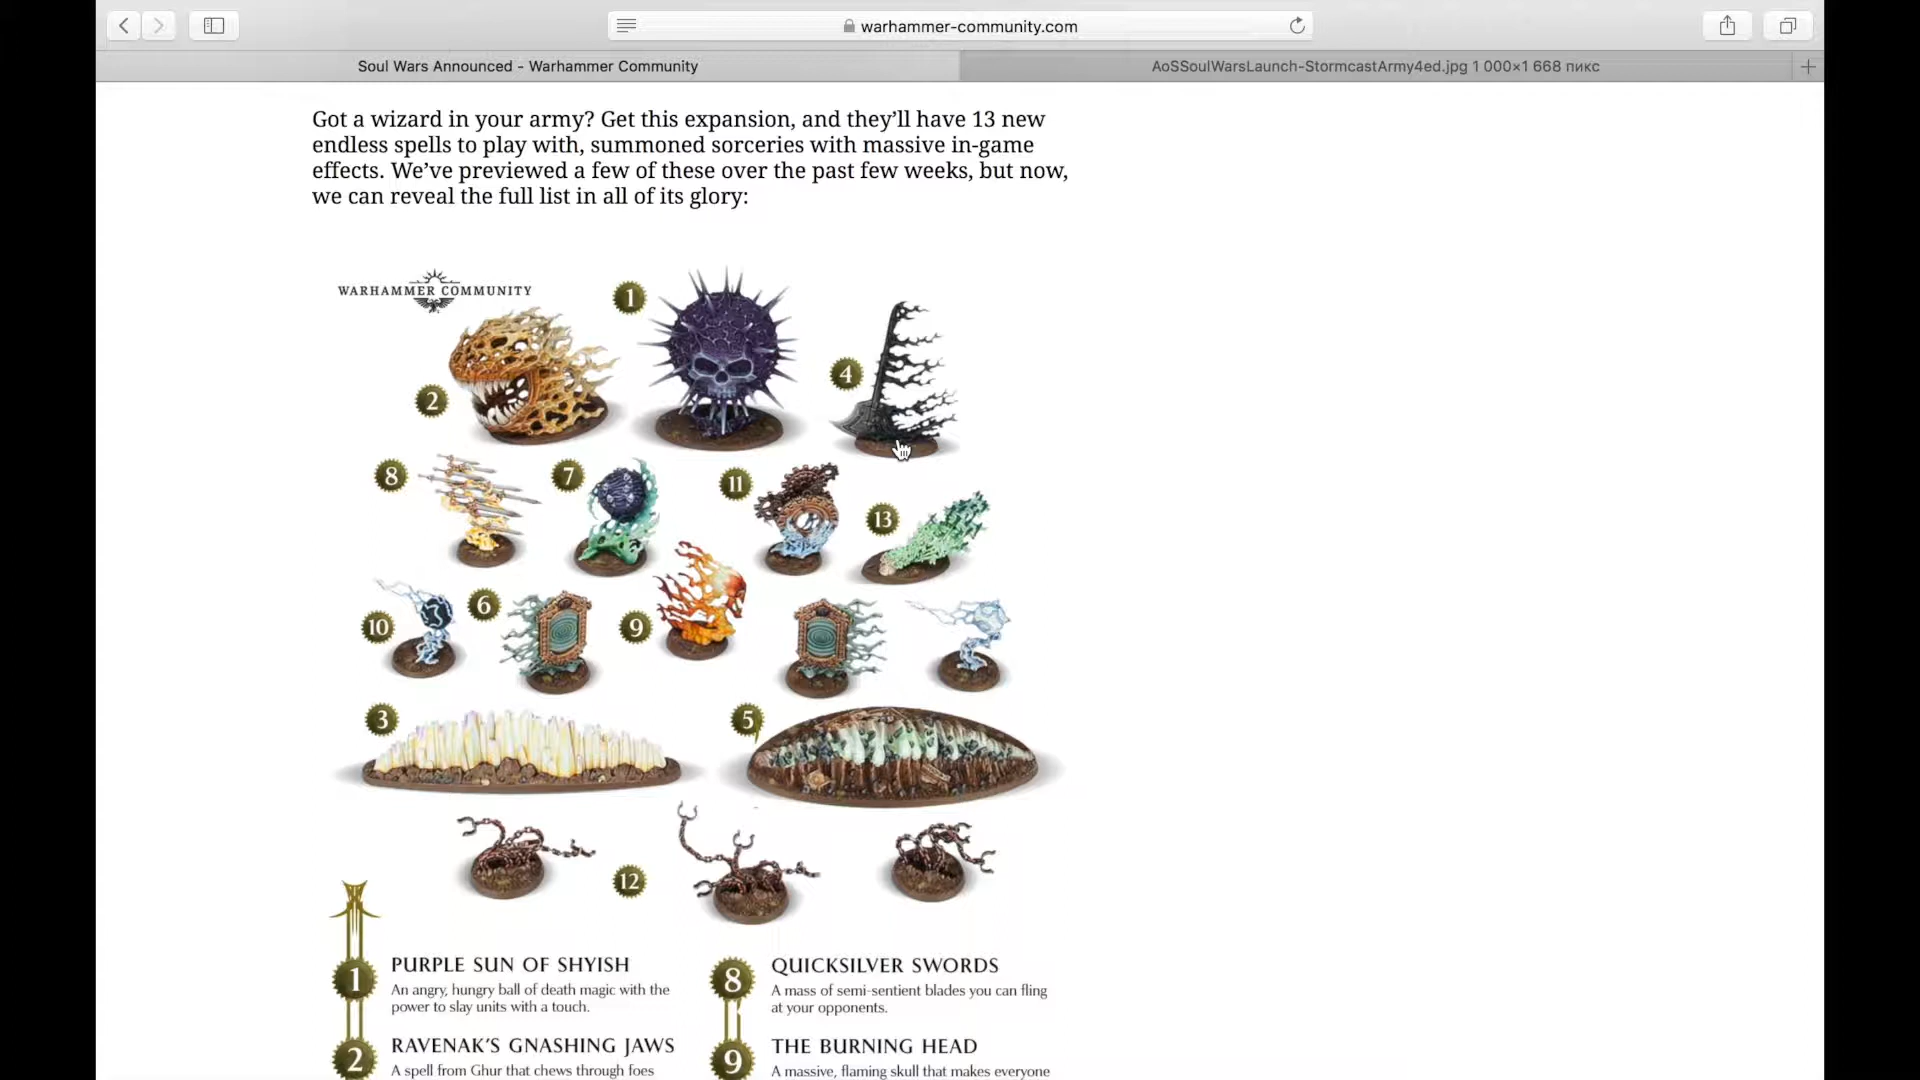 warhammer-community.com
Soul Wars Announced - Warhammer Community
AoSSoulWarsLaunch-StormcastArmy4ed.jpg 1 000×1 668 пикс
Got a wizard in your army? Get this expansion, and they’ll have 13 new
endless spells to play with, summoned sorceries with massive in-game
effects. We’ve previewed a few of these over the past few weeks, but now,
we can reveal the full list in all of its glory:
WARHAMMER COMMUNITY
1
2
4
8
7
11
13
10
6
9
3
5
12
1 PURPLE SUN OF SHYISH
An angry, hungry ball of death magic with the
power to slay units with a touch.
2 RAVENAK’S GNASHING JAWS
A spell from Ghur that chews through foes
8 QUICKSILVER SWORDS
A mass of semi-sentient blades you can fling
at your opponents.
9 THE BURNING HEAD
A massive, flaming skull that makes everyone